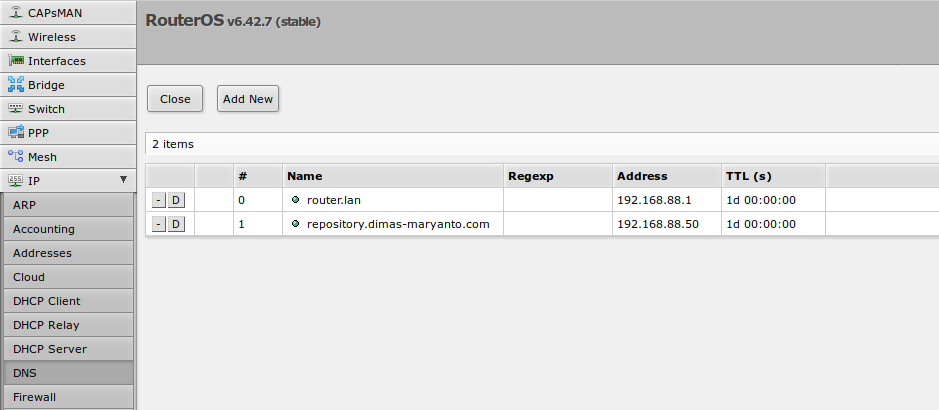 CAPsMAN
Wireless
Interfaces
Bridge
Switch
PPP
Mesh
IP ▼
ARP
Accounting
Addresses
Cloud
DHCP Client
DHCP Relay
DHCP Server
DNS
Firewall
RouterOS v6.42.7 (stable)
Close Add New
2 items
# Name Regexp Address TTL (s)
- D 0 router.lan 192.168.88.1 1d 00:00:00
- D 1 repository.dimas-maryanto.com 192.168.88.50 1d 00:00:00